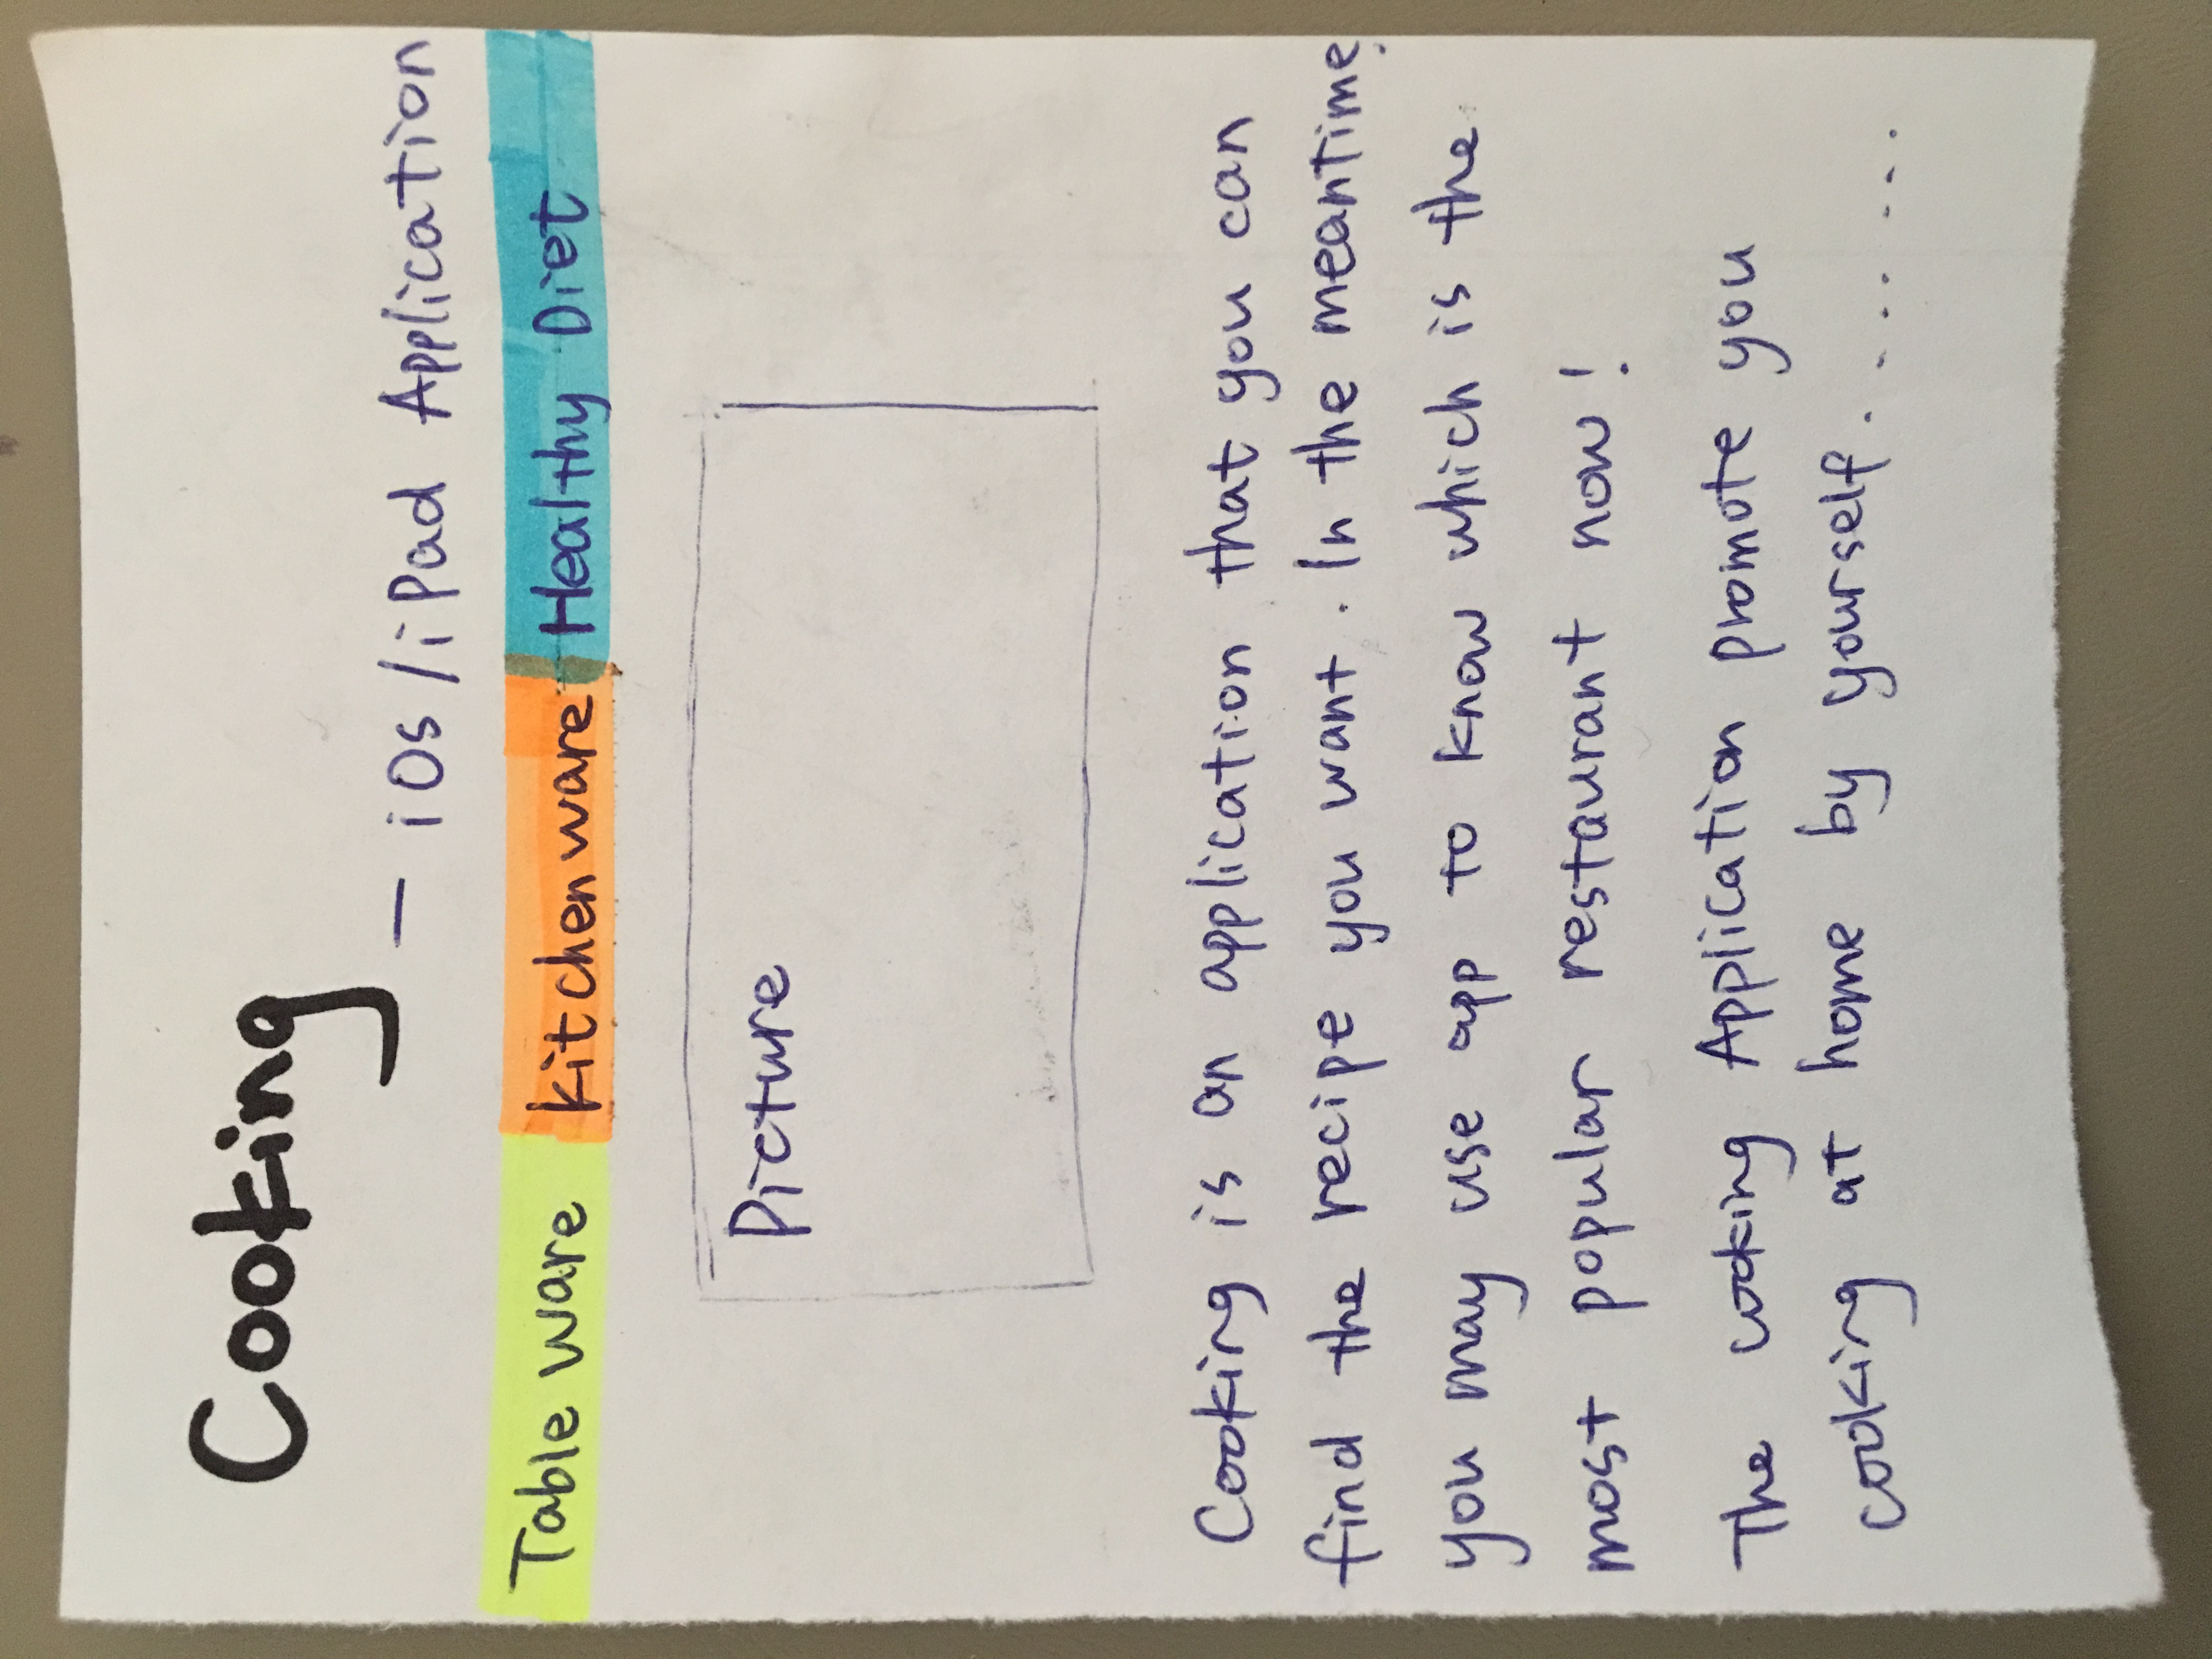 Cooking — iOs/iPad Application
Table ware kitchenware Healthy Diet
Picture
Cooking is an application that you can
find the recipe you want. In the meantime,
you may use app to know which is the
most popular restaurant now!
The cooking Application promote you
cooking at home by yourself.......